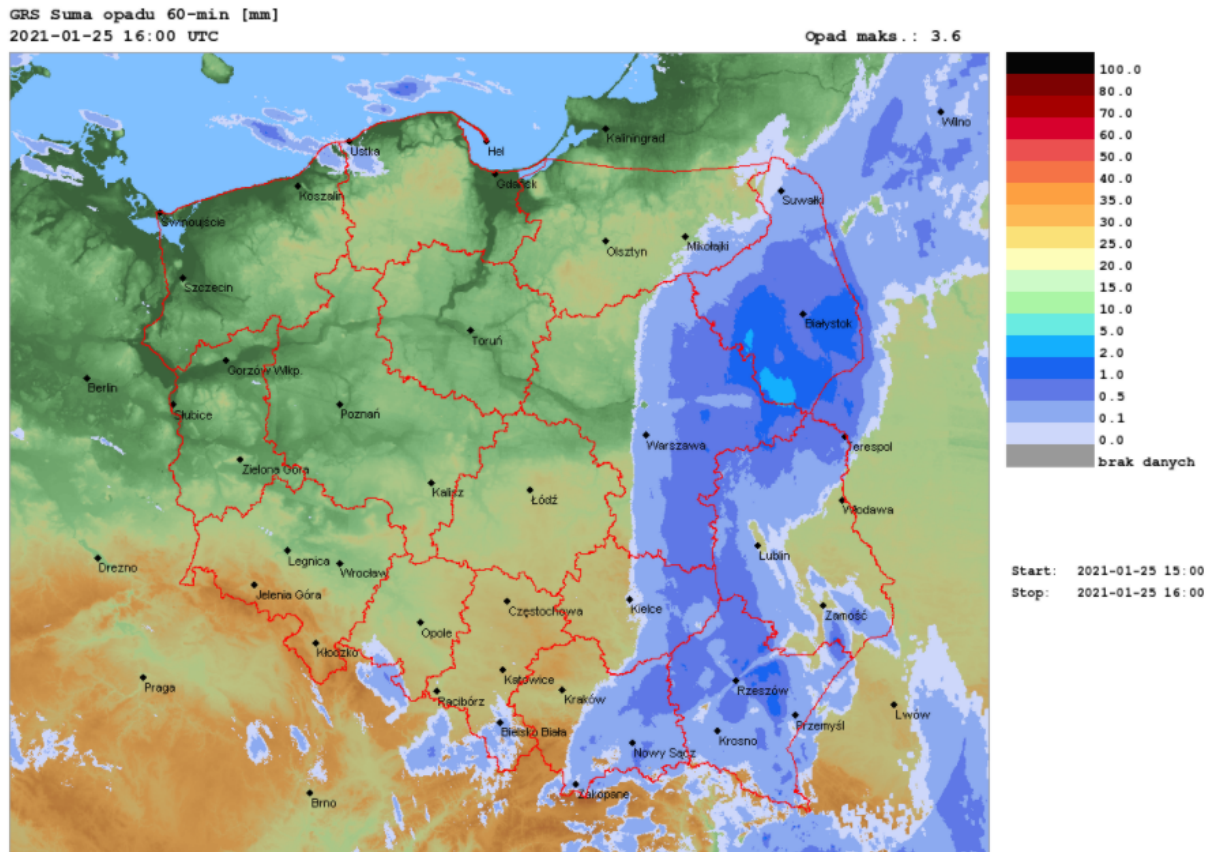 GRS Suma opadu 60-min [mm]
2021-01-25 16:00 UTC
Opad maks.: 3.6
100.0
80.0
70.0
60.0
50.0
40.0
35.0
30.0
25.0
20.0
15.0
10.0
5.0
2.0
1.0
0.5
0.1
0.0
brak danych
Start: 2021-01-25 15:00
Stop: 2021-01-25 16:00
Wilno
Kaliningrad
Ustka
Hel
Gdańsk
Koszalin
Suwałki
Świnoujście
Olsztyn
Mikołajki
Szczecin
Białystok
Toruń
Gorzów Wlkp.
Berlin
Słubice
Poznań
Warszawa
Terespol
Zielona Góra
Kalisz
Łódź
Włodawa
Lublin
Drezno
Legnica
Wrocław
Jelenia Góra
Częstochowa
Kielce
Zamość
Opole
Kłodzko
Praga
Katowice
Racibórz
Kraków
Rzeszów
Lwów
Przemyśl
Bielsko Biała
Krosno
Nowy Sącz
Zakopane
Brno